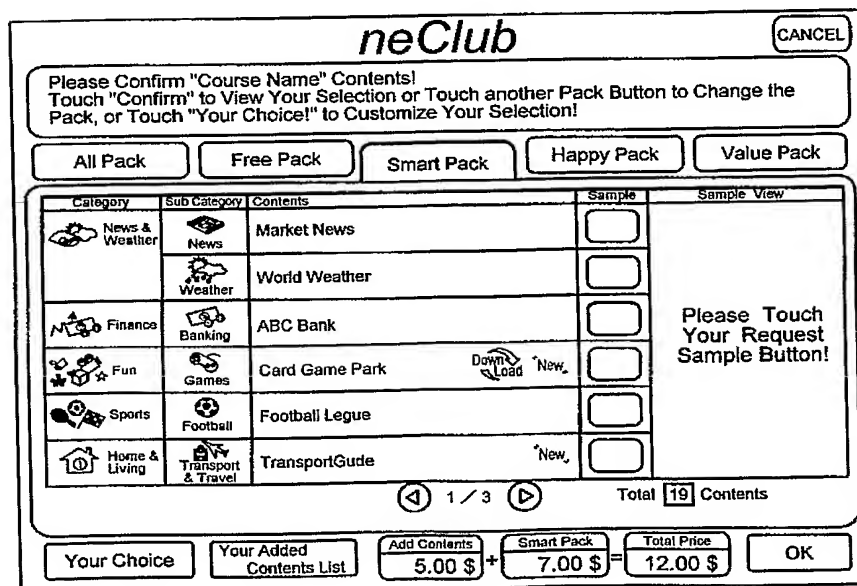 neClub
CANCEL
Please Confirm "Course Name" Contents!
Touch "Confirm" to View Your Selection or Touch another Pack Button to Change the
Pack, or Touch "Your Choice!" to Customize Your Selection!
All Pack
Free Pack
Smart Pack
Happy Pack
Value Pack
Category
Sub Category
Contents
Sample
Sample View
News &
Weather
News
Market News
Weather
World Weather
Finance
Banking
ABC Bank
Fun
Games
Card Game Park
Down
Load
"New„
Sports
Football
Football Legue
Home &
Living
Transport
& Travel
TransportGude
"New„
Please Touch
Your Request
Sample Button!
1/3
Total 19 Contents
Your Choice
Your Added
Contents List
Add Contents
5.00 $
+
Smart Pack
7.00 $
=
Total Price
12.00 $
OK